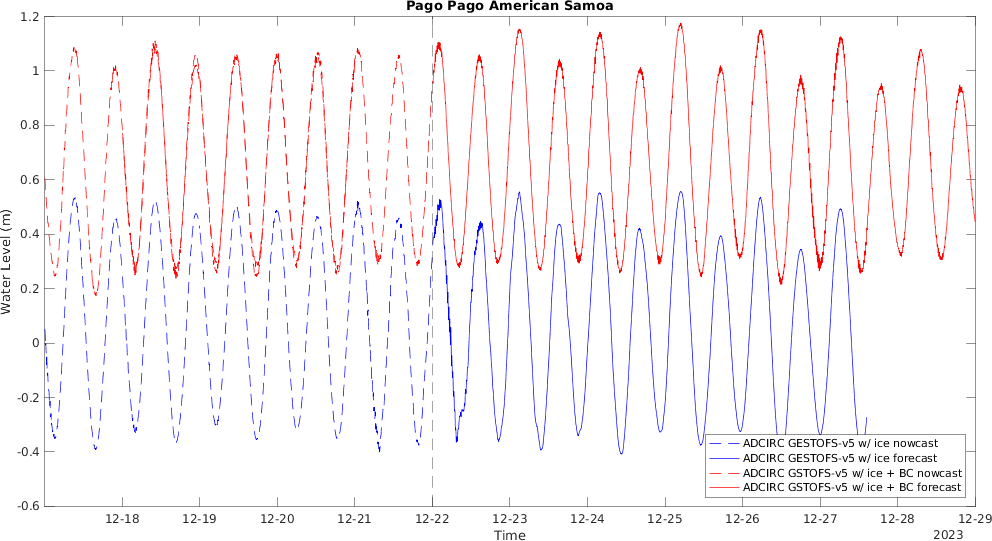 Pago Pago American Samoa
1.2
1
0.8
0.6
0.4
0.2
0
-0.2
-0.4
-0.6
Water Level (m)
ADCIRC GESTOFS-v5 w/ ice nowcast
ADCIRC GESTOFS-v5 w/ ice forecast
ADCIRC GSTOFS-v5 w/ ice + BC nowcast
ADCIRC GSTOFS-v5 w/ ice + BC forecast
12-18 12-19 12-20 12-21 12-22 12-23 12-24 12-25 12-26 12-27 12-28 12-29
Time
2023